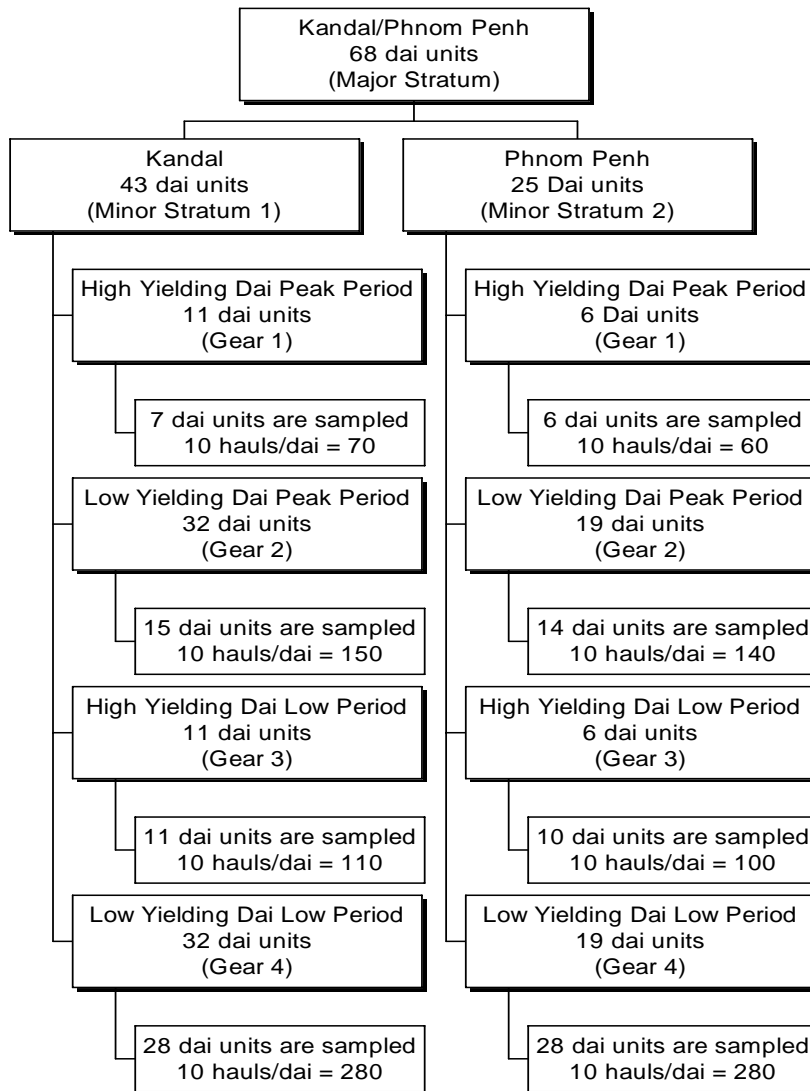 Kandal/Phnom Penh
68 dai units
(Major Stratum)
Kandal
43 dai units
(Minor Stratum 1)
High Yielding Dai Peak Period
11 dai units
(Gear 1)
7 dai units are sampled
10 hauls/dai = 70
Low Yielding Dai Peak Period
32 dai units
(Gear 2)
15 dai units are sampled
10 hauls/dai = 150
High Yielding Dai Low Period
11 dai units
(Gear 3)
11 dai units are sampled
10 hauls/dai = 110
Low Yielding Dai Low Period
32 dai units
(Gear 4)
28 dai units are sampled
10 hauls/dai = 280
Phnom Penh
25 Dai units
(Minor Stratum 2)
High Yielding Dai Peak Period
6 Dai units
(Gear 1)
6 dai units are sampled
10 hauls/dai = 60
Low Yielding Dai Peak Period
19 dai units
(Gear 2)
14 dai units are sampled
10 hauls/dai = 140
High Yielding Dai Low Period
6 dai units
(Gear 3)
10 dai units are sampled
10 hauls/dai = 100
Low Yielding Dai Low Period
19 dai units
(Gear 4)
28 dai units are sampled
10 hauls/dai = 280